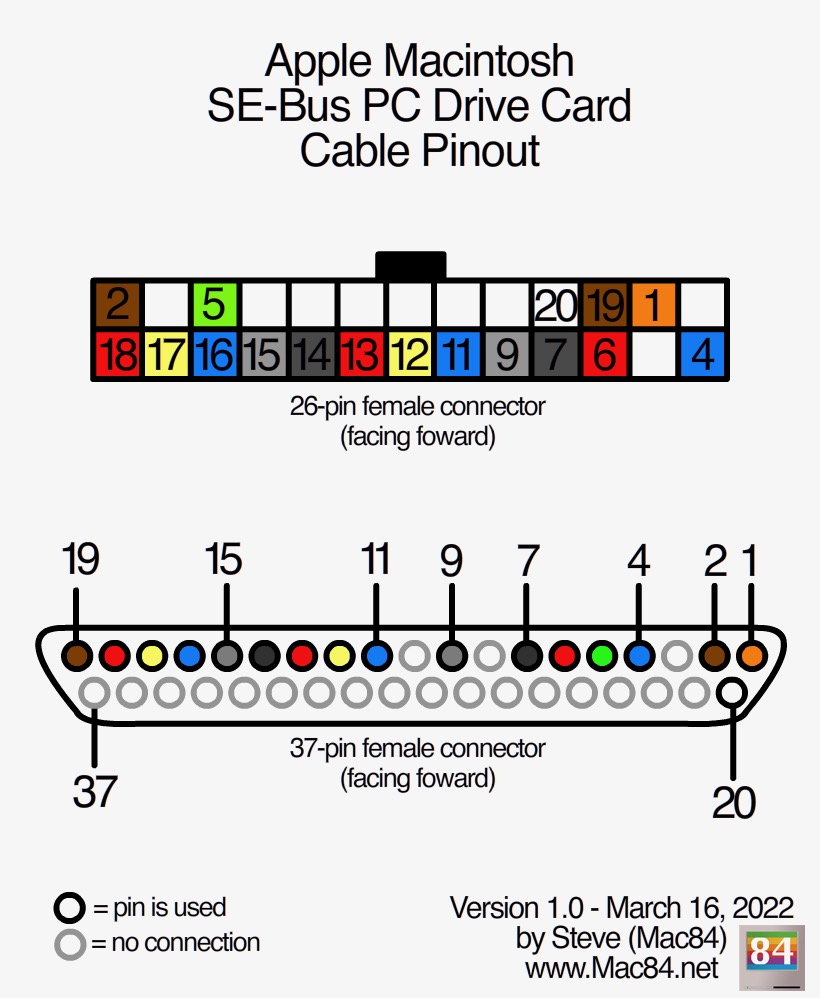 Apple Macintosh
SE-Bus PC Drive Card
Cable Pinout
2 5 20 19 1
18 17 16 15 14 13 12 11 9 7 6 4
26-pin female connector
(facing foward)
19 15 11 9 7 4 2 1
37-pin female connector
(facing foward)
37 20
= pin is used
= no connection
Version 1.0 - March 16, 2022
by Steve (Mac84)
www.Mac84.net
84